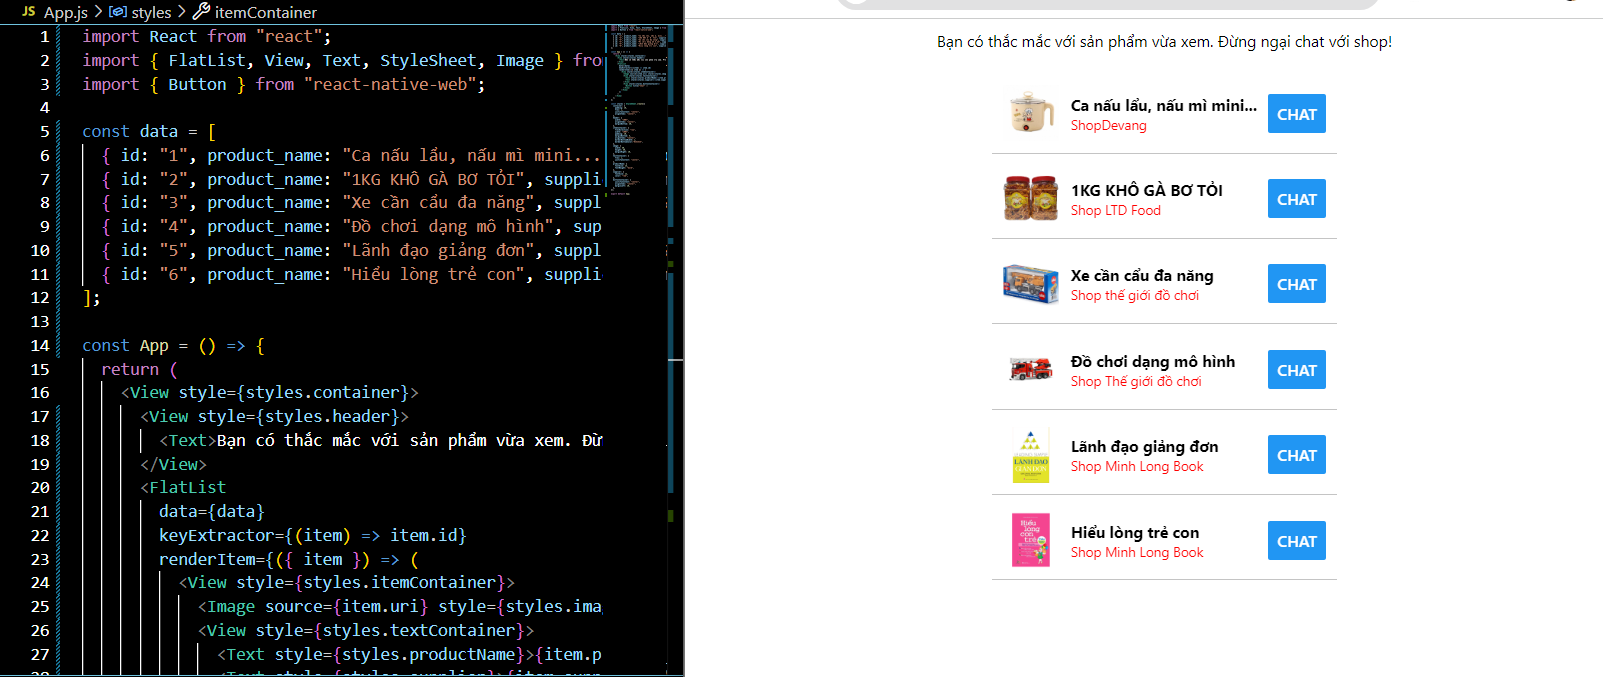 JS App.js > styles > itemContainer
1 import React from "react";
2 import { FlatList, View, Text, StyleSheet, Image } fro
3 import { Button } from "react-native-web";
4
5 const data = [
6 { id: "1", product_name: "Ca nấu lẩu, nấu mì mini...
7 { id: "2", product_name: "1KG KHÔ GÀ BƠ TỎI", suppli
8 { id: "3", product_name: "Xe cần cẩu đa năng", suppl
9 { id: "4", product_name: "Đồ chơi dạng mô hình", sup
10 { id: "5", product_name: "Lãnh đạo giảng đơn", suppl
11 { id: "6", product_name: "Hiểu lòng trẻ con", supplie
12 ];
13
14 const App = () => {
15 return (
16 <View style={styles.container}>
17 <View style={styles.header}>
18 <Text>Bạn có thắc mắc với sản phẩm vừa xem. Đừ
19 </View>
20 <FlatList
21 data={data}
22 keyExtractor={(item) => item.id}
23 renderItem={({ item }) => (
24 <View style={styles.itemContainer}>
25 <Image source={item.uri} style={styles.ima
26 <View style={styles.textContainer}>
27 <Text style={styles.productName}>{item.p
Bạn có thắc mắc với sản phẩm vừa xem. Đừng ngại chat với shop!
Ca nấu lẩu, nấu mì mini...
ShopDevang
CHAT
1KG KHÔ GÀ BƠ TỎI
Shop LTD Food
CHAT
Xe cần cẩu đa năng
Shop thế giới đồ chơi
CHAT
Đồ chơi dạng mô hình
Shop Thế giới đồ chơi
CHAT
LÃNH ĐẠO
Lãnh đạo giảng đơn
Shop Minh Long Book
CHAT
Hiểu
lòng
con
trẻ
Hiểu lòng trẻ con
Shop Minh Long Book
CHAT